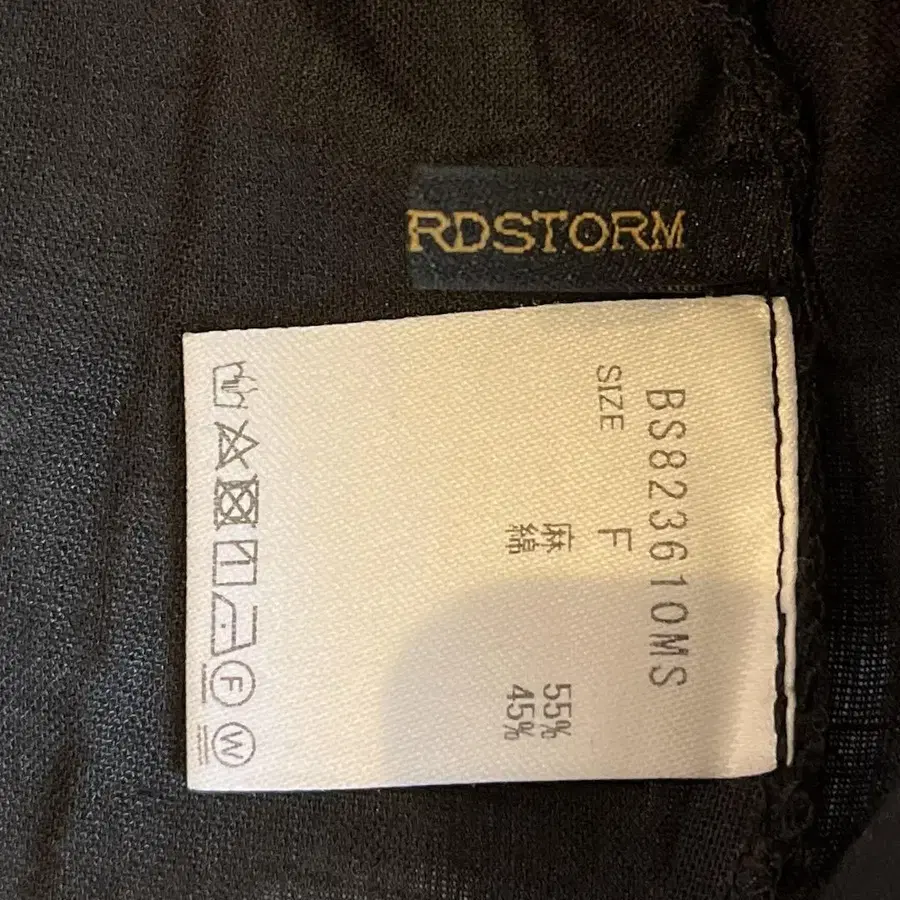 RDSTORM
BS823610MS
SIZE F
麻 55%
綿 45%
F W